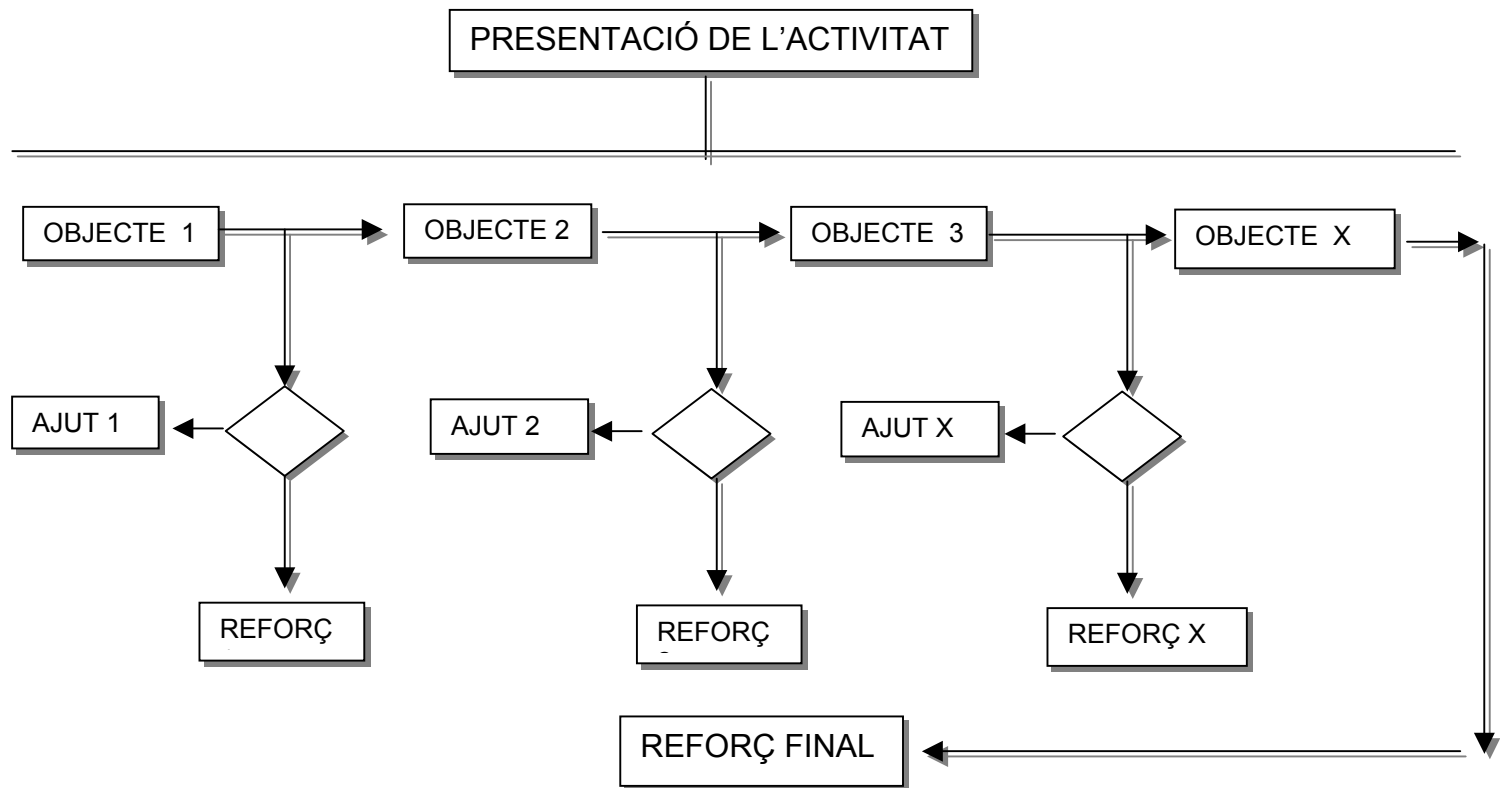 PRESENTACIÓ DE L'ACTIVITAT
OBJECTE 1
OBJECTE 2
OBJECTE 3
OBJECTE X
AJUT 1
AJUT 2
AJUT X
REFORÇ
REFORÇ
REFORÇ X
REFORÇ FINAL